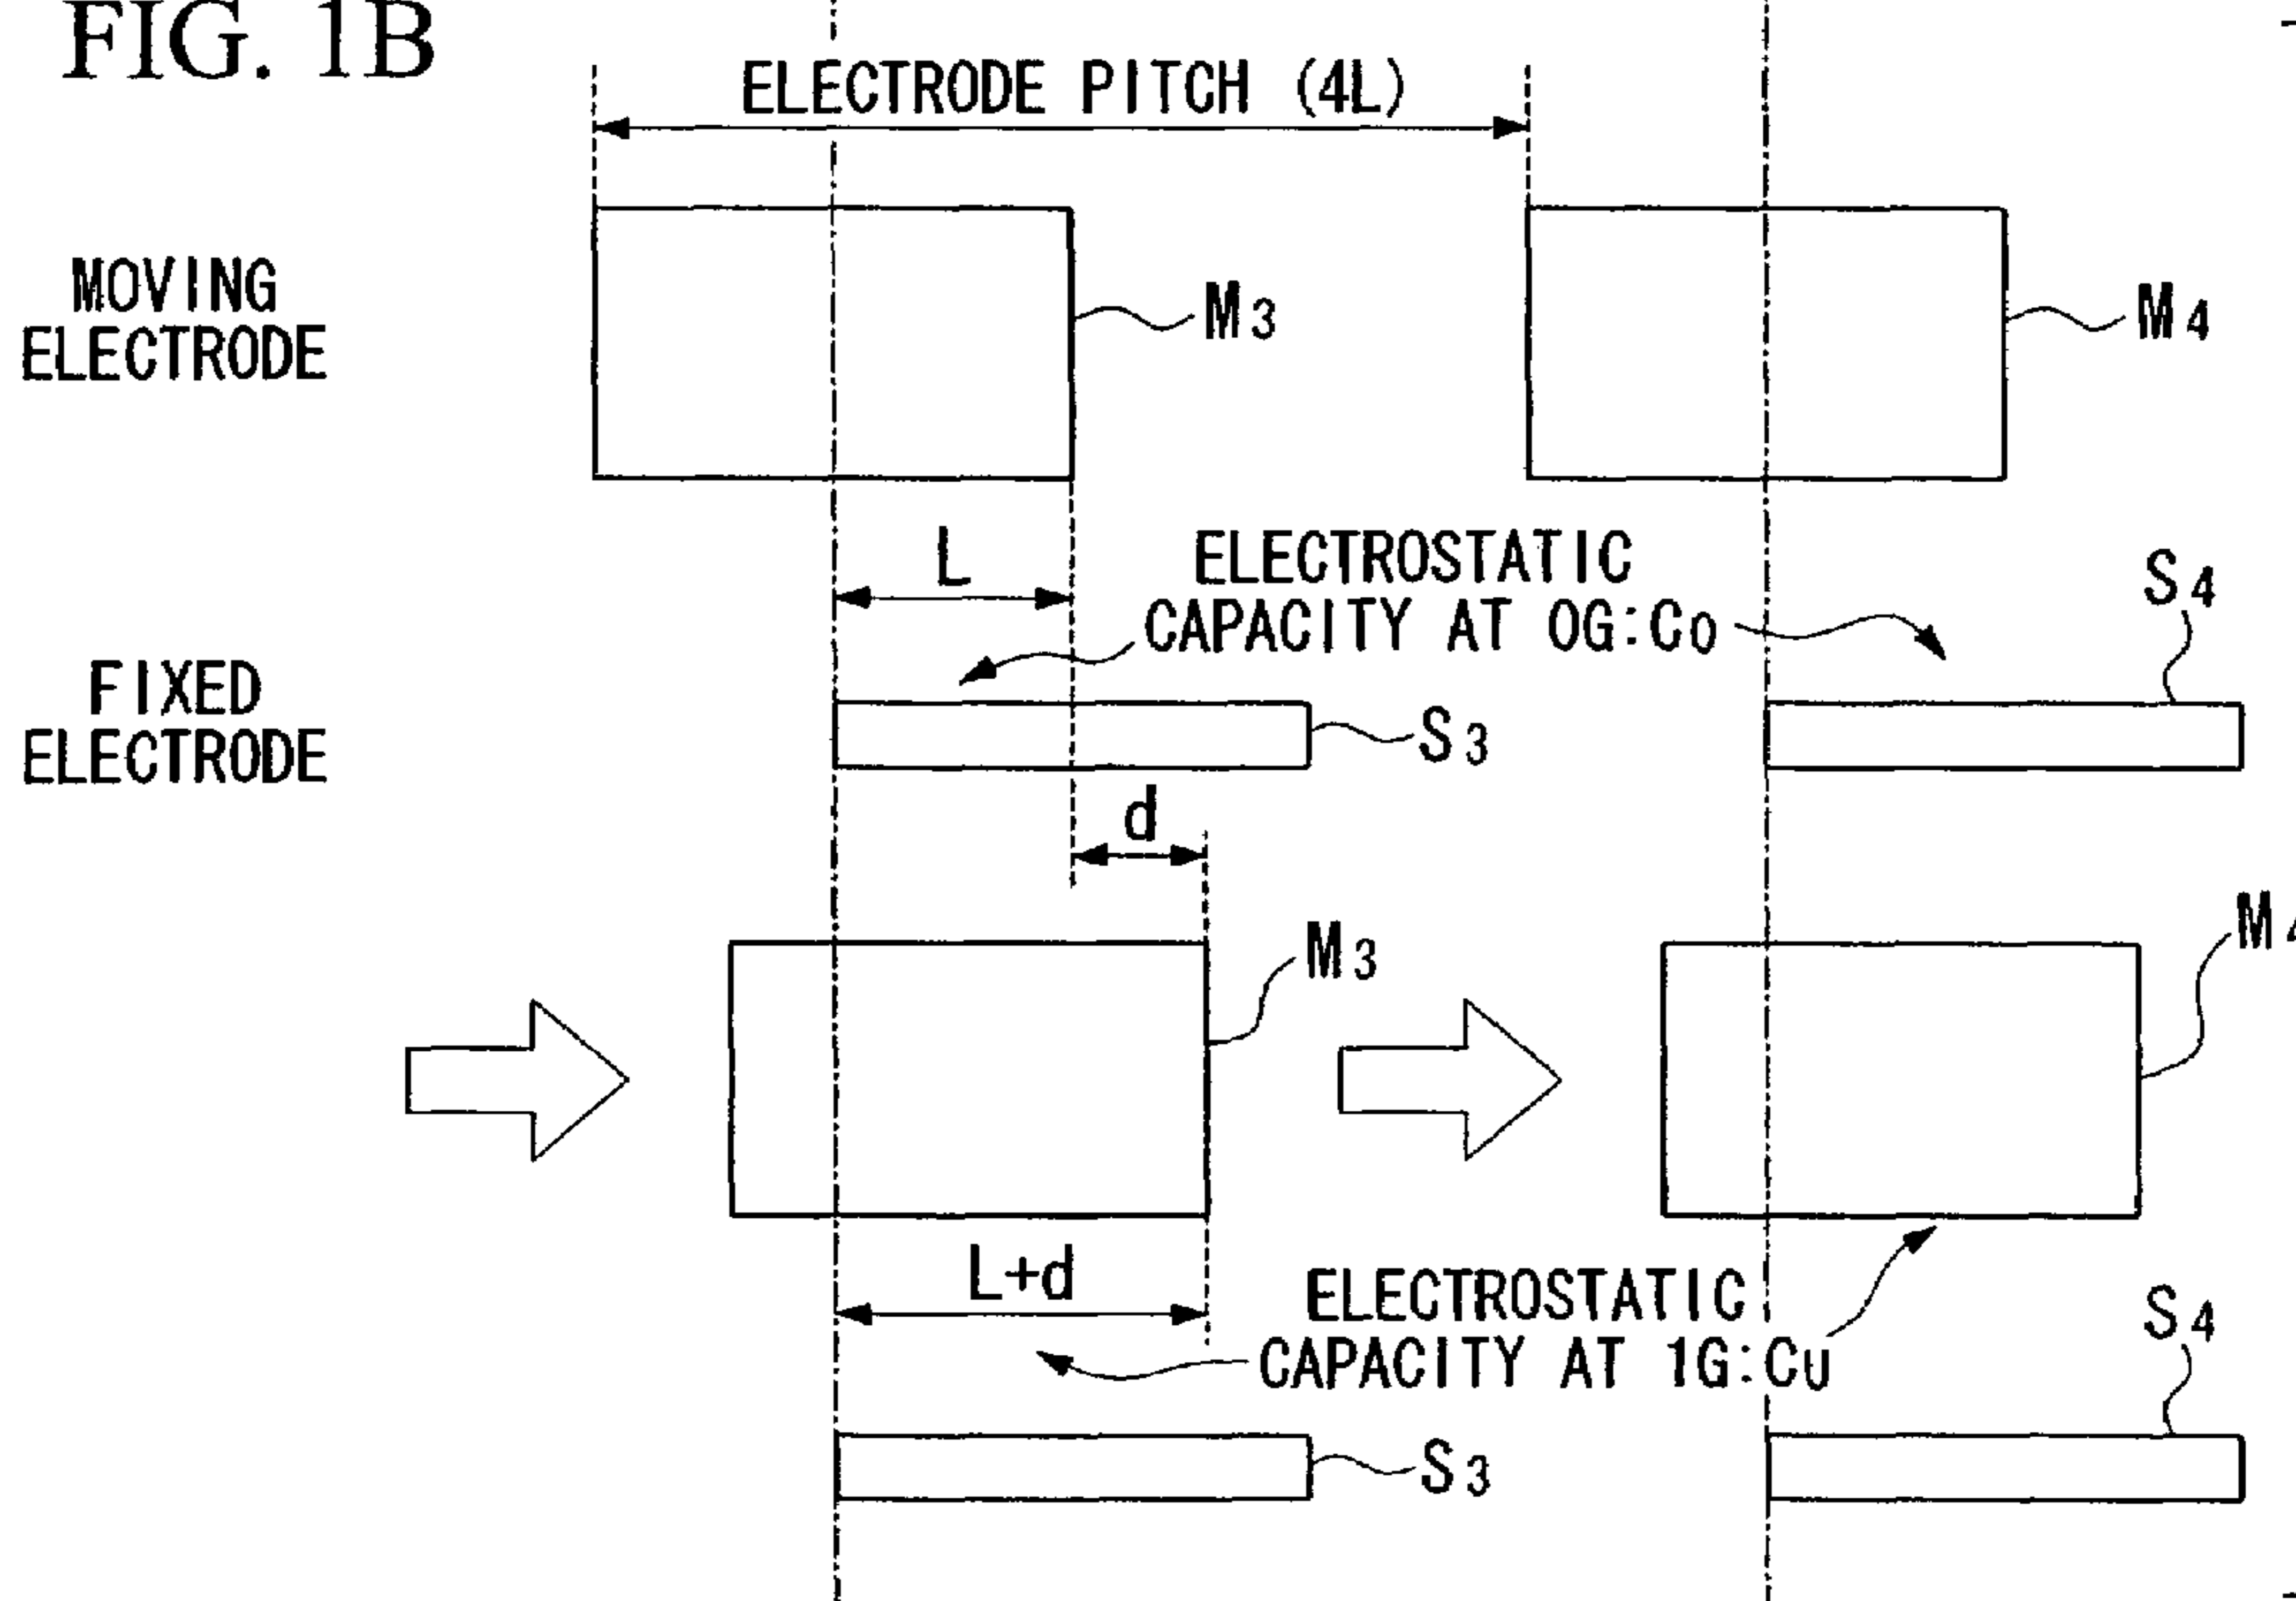 FIG. 1B
ELECTRODE PITCH (4L)
MOVING
ELECTRODE
M3
M4
L
ELECTROSTATIC
CAPACITY AT 0G:C0
S4
FIXED
ELECTRODE
S3
d
M3
M4
L+d
ELECTROSTATIC
CAPACITY AT 1G:CU
S4
S3